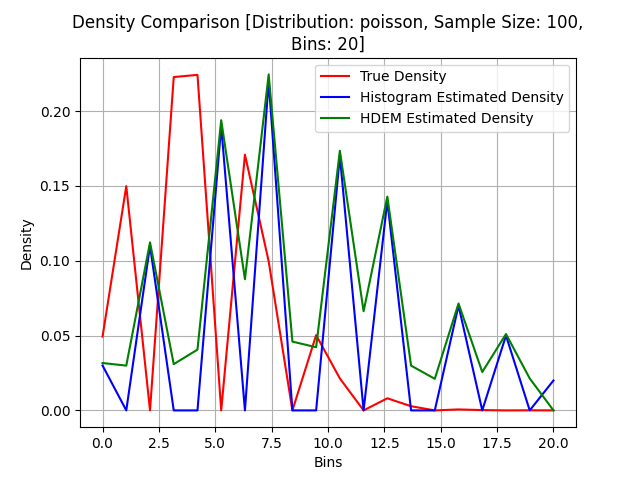 Density Comparison [Distribution: poisson, Sample Size: 100,
Bins: 20]
True Density
Histogram Estimated Density
HDEM Estimated Density
Density
0.20
0.15
0.10
0.05
0.00
0.0 2.5 5.0 7.5 10.0 12.5 15.0 17.5 20.0
Bins